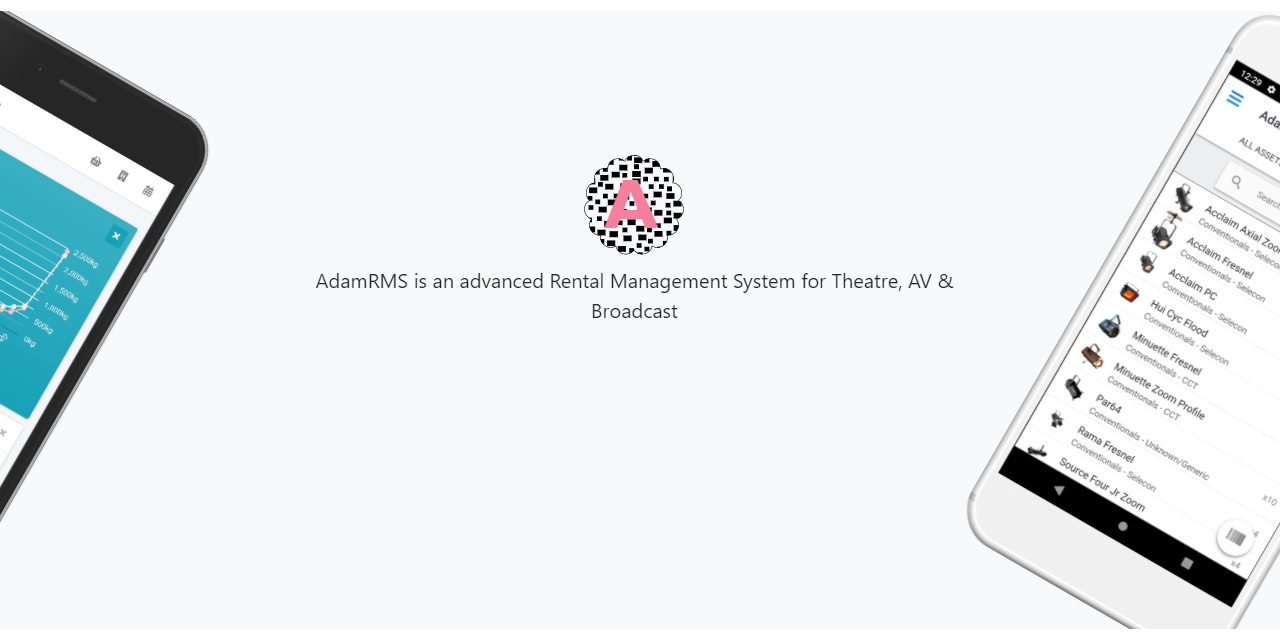 2,500kg
2,000kg
1,500kg
1,000kg
500kg
0kg
A
AdamRMS is an advanced Rental Management System for Theatre, AV &
Broadcast
12:29
ALL ASSETS
Acclaim Axial Zoom
Conventionals - Selecon
Acclaim Fresnel
Conventionals - Selecon
Acclaim PC
Conventionals - Selecon
Hui Cyc Flood
Conventionals - Selecon
Minuette Fresnel
Conventionals - CCT
Minuette Zoom Profile
Conventionals - CCT
Par64
Conventionals - Unknown/Generic
x10
Rama Fresnel
Conventionals - Selecon
Source Four Jr Zoom
x4